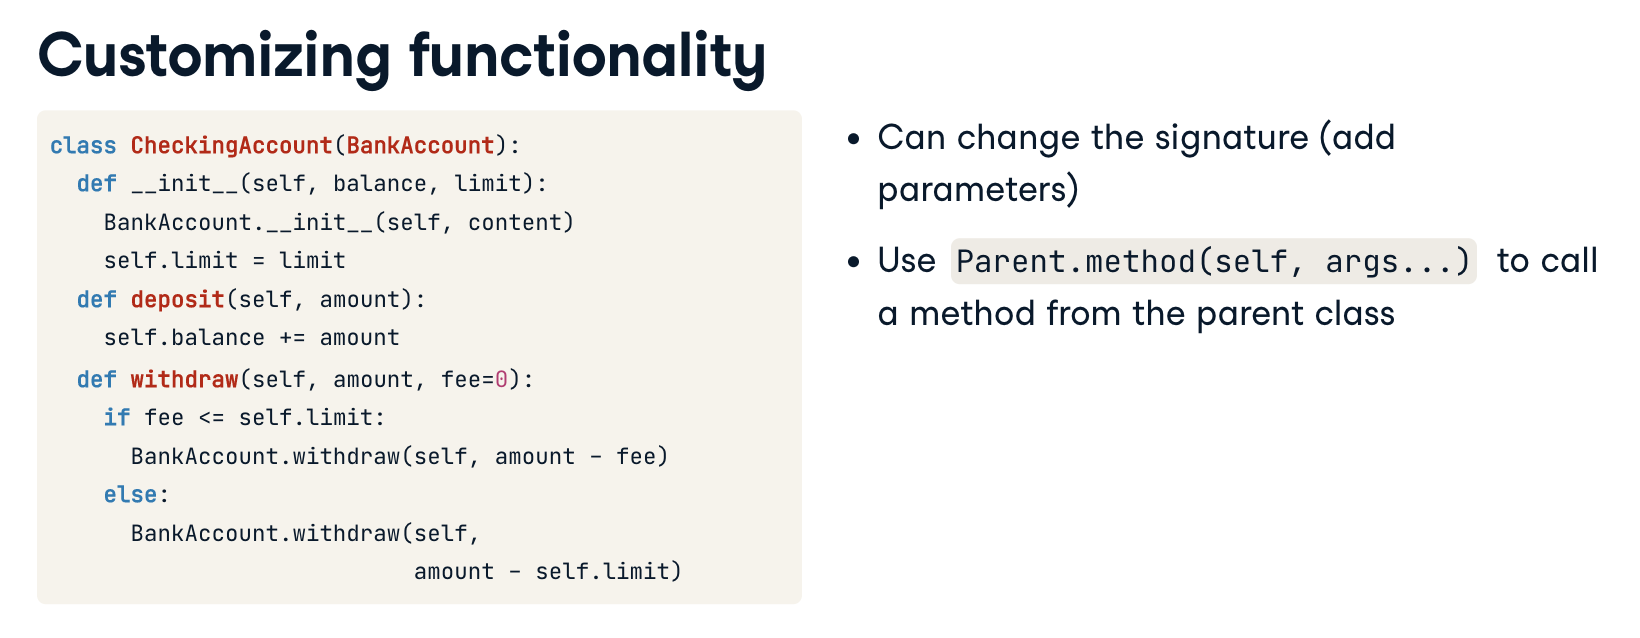 Customizing functionality
class CheckingAccount(BankAccount):
  def __init__(self, balance, limit):
    BankAccount.__init__(self, content)
    self.limit = limit
  def deposit(self, amount):
    self.balance += amount
  def withdraw(self, amount, fee=0):
    if fee <= self.limit:
      BankAccount.withdraw(self, amount - fee)
    else:
      BankAccount.withdraw(self,
                           amount - self.limit)
• Can change the signature (add
parameters)
• Use Parent.method(self, args...) to call
a method from the parent class